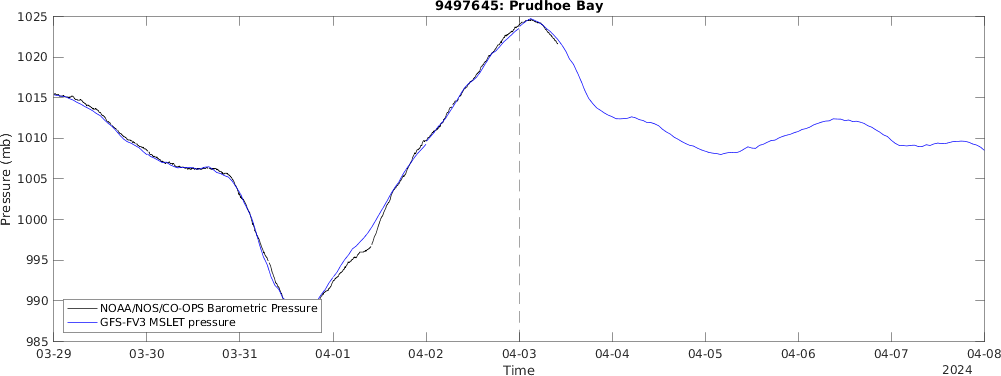 9497645: Prudhoe Bay
1025
1020
1015
1010
1005
1000
995
990
985
Pressure (mb)
NOAA/NOS/CO-OPS Barometric Pressure
GFS-FV3 MSLET pressure
03-29 03-30 03-31 04-01 04-02 04-03 04-04 04-05 04-06 04-07 04-08
Time
2024